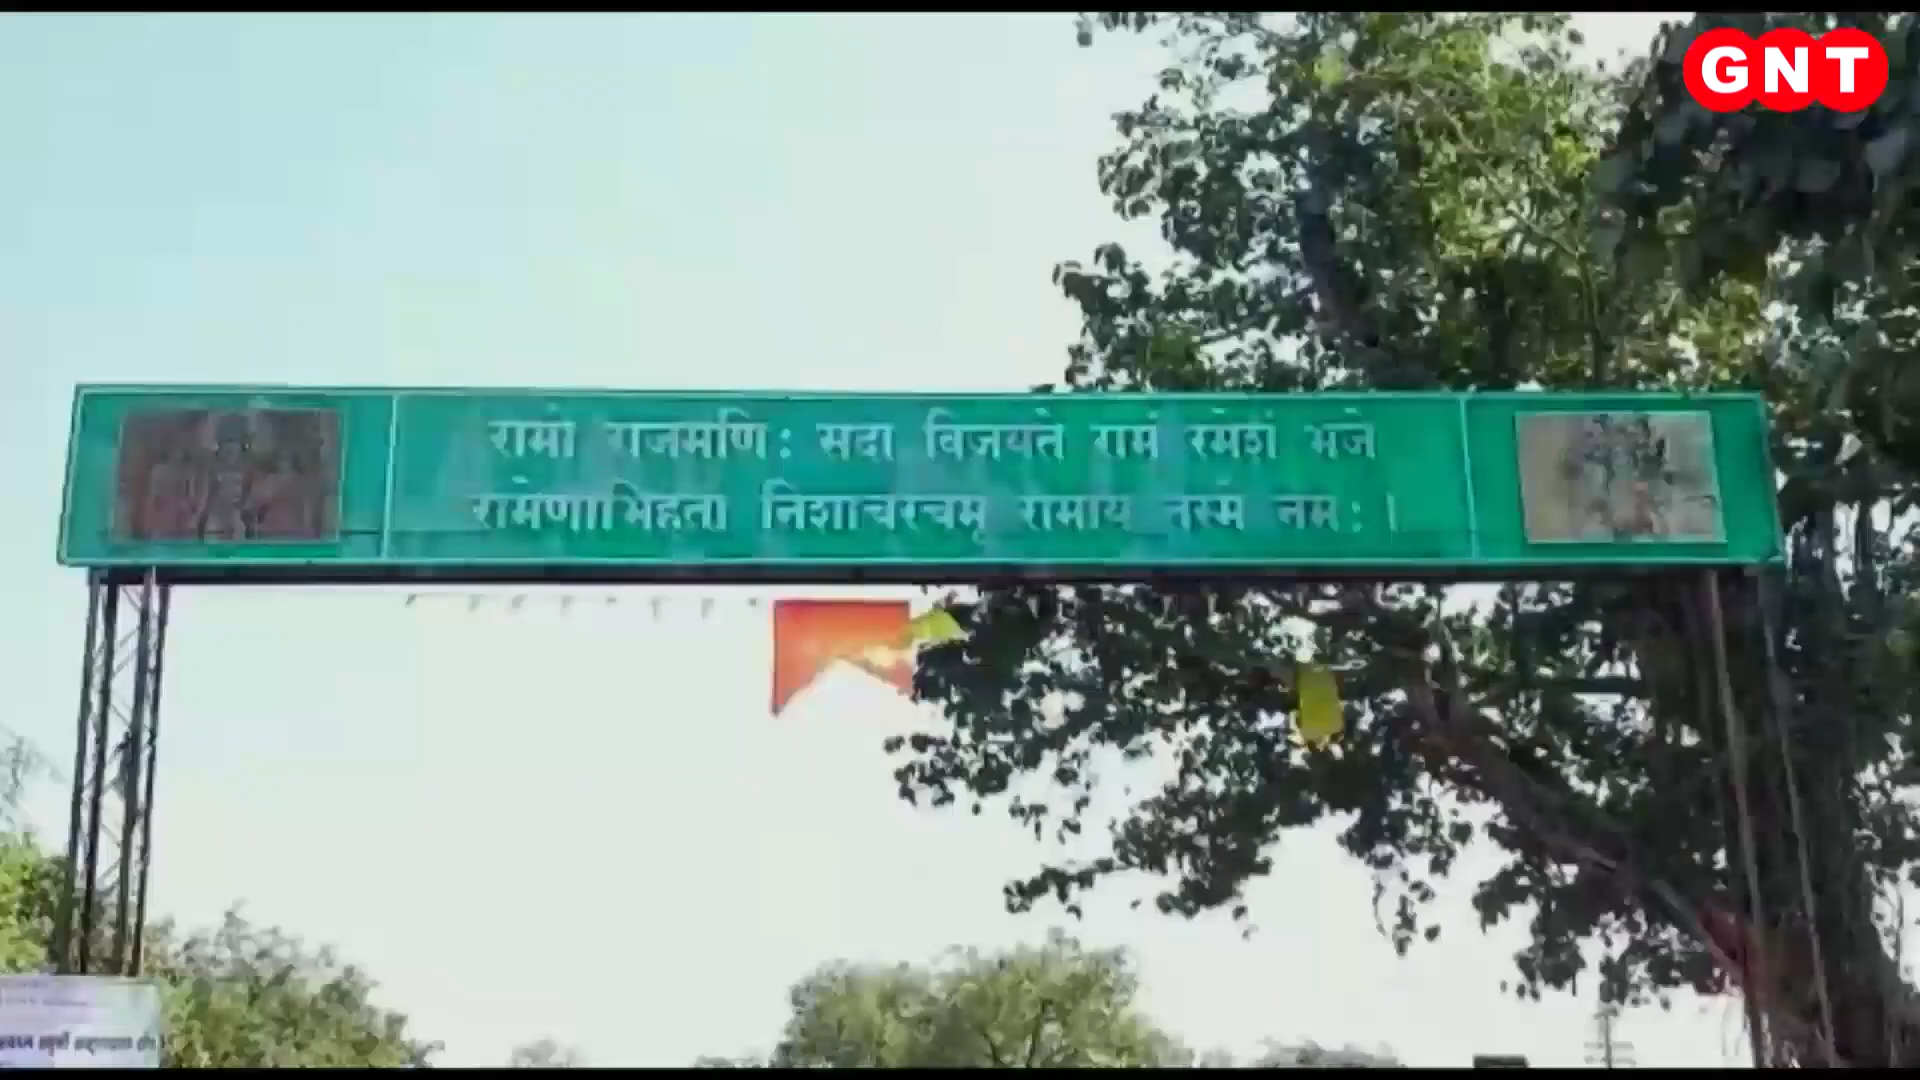 GNT
रामो राजमणि: सदा विजयते रामं रमेशं भजे
रामेणाभिहता निशाचरचमू रामाय तस्मै नम: ।